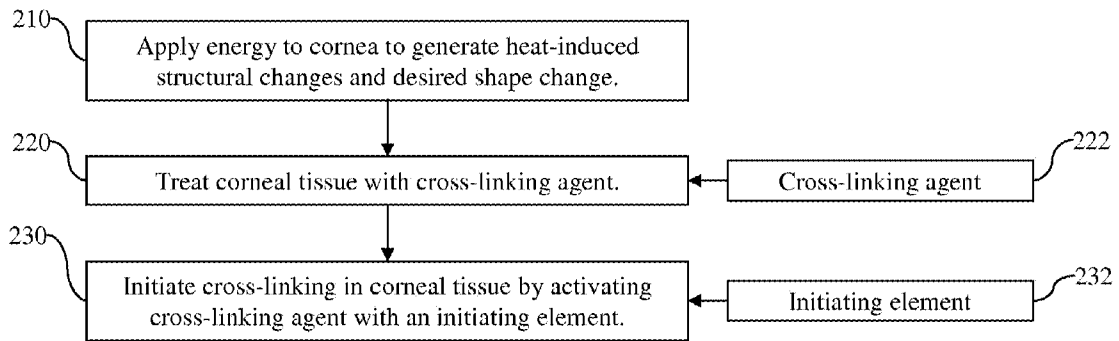 210
Apply energy to cornea to generate heat-induced
structural changes and desired shape change.
220
Treat corneal tissue with cross-linking agent.
Cross-linking agent
222
230
Initiate cross-linking in corneal tissue by activating
cross-linking agent with an initiating element.
Initiating element
232